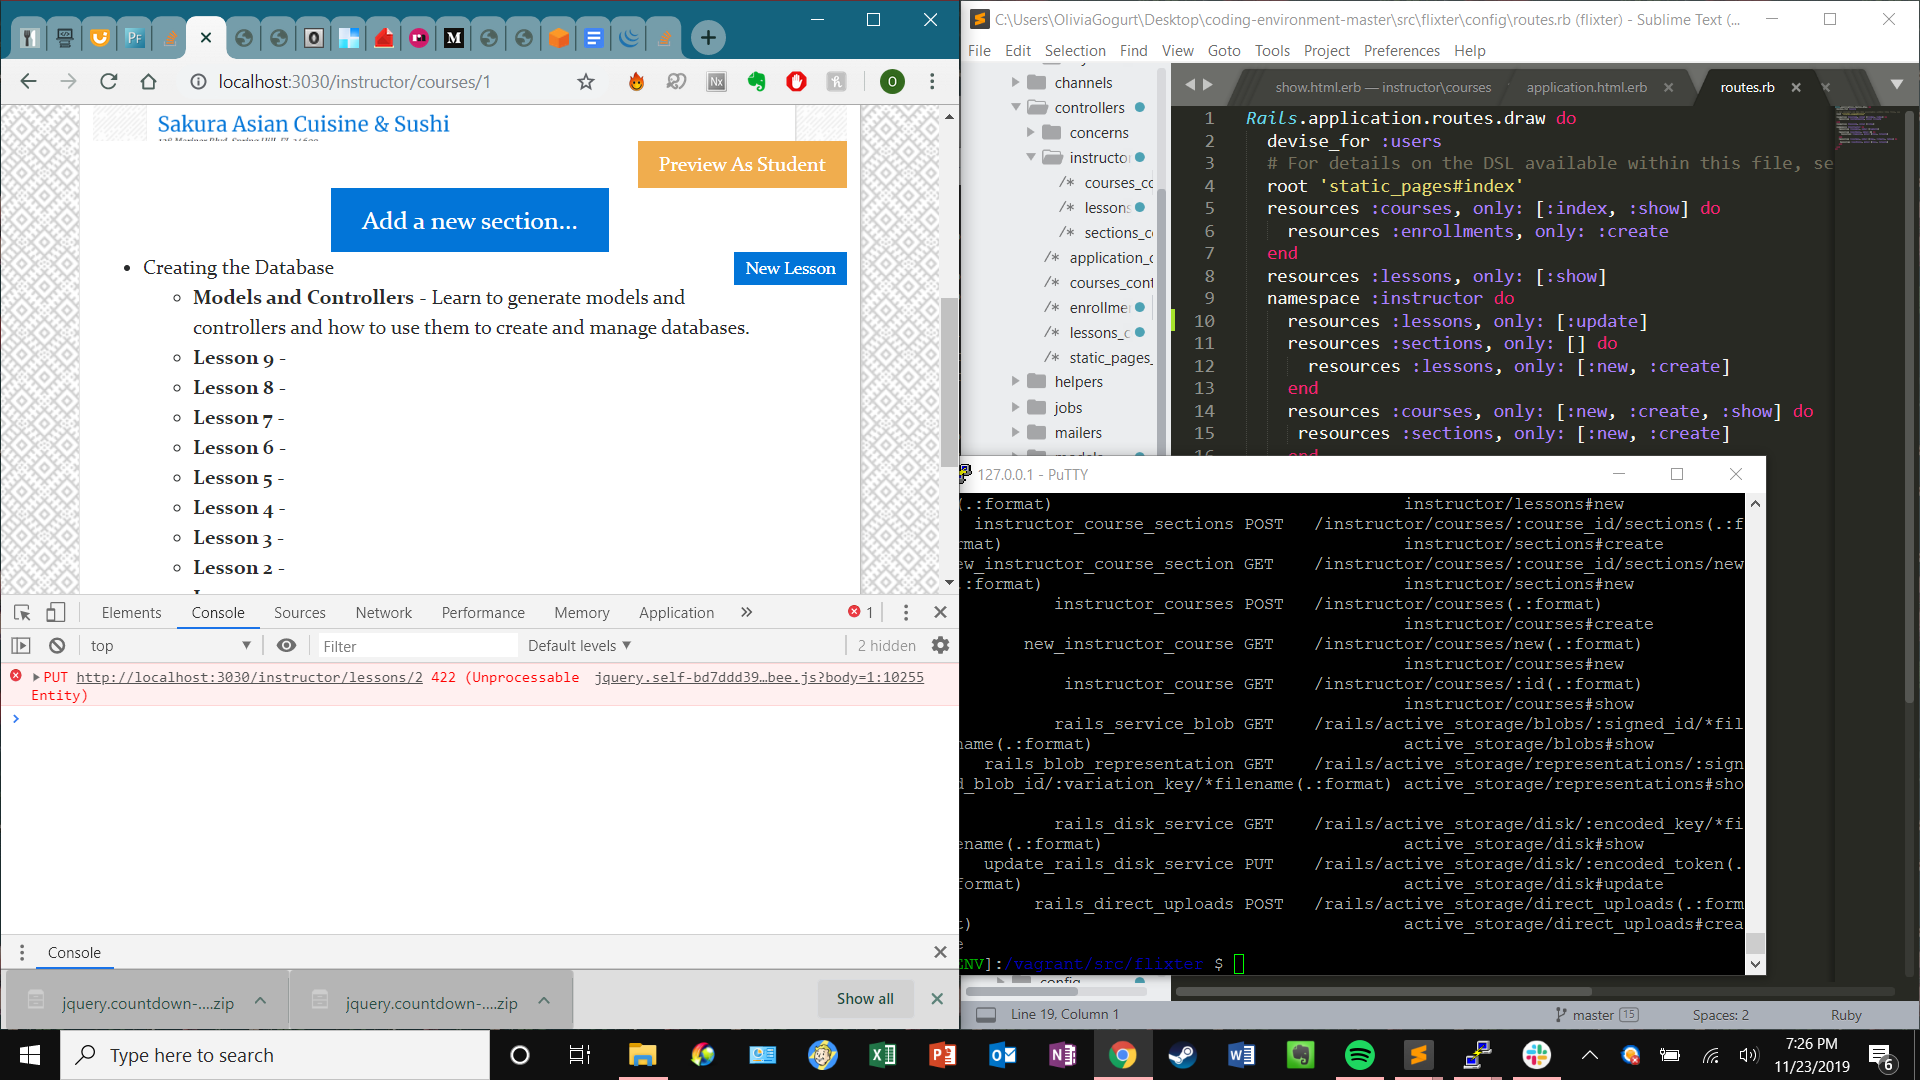 localhost:3030/instructor/courses/1
Sakura Asian Cuisine & Sushi
Preview As Student
Add a new section...
Creating the Database
New Lesson
Models and Controllers - Learn to generate models and
controllers and how to use them to create and manage databases.
Lesson 9 -
Lesson 8 -
Lesson 7 -
Lesson 6 -
Lesson 5 -
Lesson 4 -
Lesson 3 -
Lesson 2 -
Elements Console Sources Network Performance Memory Application » 1
top Filter Default levels 2 hidden
PUT http://localhost:3030/instructor/lessons/2 422 (Unprocessable jquery.self-bd7ddd39…bee.js?body=1:10255
Entity)
Console
jquery.countdown-....zip jquery.countdown-....zip Show all
C:\Users\OliviaGogurt\Desktop\coding-environment-master\src\flixter\config\routes.rb (flixter) - Sublime Text (...
File Edit Selection Find View Goto Tools Project Preferences Help
channels
controllers
concerns
instructor
/* courses_cc
/* lessons
/* sections_c
/* application_c
/* courses_cont
/* enrollme
/* lessons_c
/* static_pages_
helpers
jobs
mailers
config
show.html.erb — instructor\courses application.html.erb routes.rb
1 Rails.application.routes.draw do
2 devise_for :users
3 # For details on the DSL available within this file, se
4 root 'static_pages#index'
5 resources :courses, only: [:index, :show] do
6 resources :enrollments, only: :create
7 end
8 resources :lessons, only: [:show]
9 namespace :instructor do
10 resources :lessons, only: [:update]
11 resources :sections, only: [] do
12 resources :lessons, only: [:new, :create]
13 end
14 resources :courses, only: [:new, :create, :show] do
15 resources :sections, only: [:new, :create]
16 end
127.0.0.1 - PuTTY
(.:format) instructor/lessons#new
instructor_course_sections POST /instructor/courses/:course_id/sections(.:f
rmat) instructor/sections#create
ew_instructor_course_section GET /instructor/courses/:course_id/sections/new
.:format) instructor/sections#new
instructor_courses POST /instructor/courses(.:format)
instructor/courses#create
new_instructor_course GET /instructor/courses/new(.:format)
instructor/courses#new
instructor_course GET /instructor/courses/:id(.:format)
instructor/courses#show
rails_service_blob GET /rails/active_storage/blobs/:signed_id/*fil
name(.:format) active_storage/blobs#show
rails_blob_representation GET /rails/active_storage/representations/:sign
d_blob_id/:variation_key/*filename(.:format) active_storage/representations#sho
rails_disk_service GET /rails/active_storage/disk/:encoded_key/*fi
ename(.:format) active_storage/disk#show
update_rails_disk_service PUT /rails/active_storage/disk/:encoded_token(.
format) active_storage/disk#update
rails_direct_uploads POST /rails/active_storage/direct_uploads(.:form
t) active_storage/direct_uploads#crea
e
ENV]:/vagrant/src/flixter $
Line 19, Column 1 master 15 Spaces: 2 Ruby
Type here to search
7:26 PM
11/23/2019
6